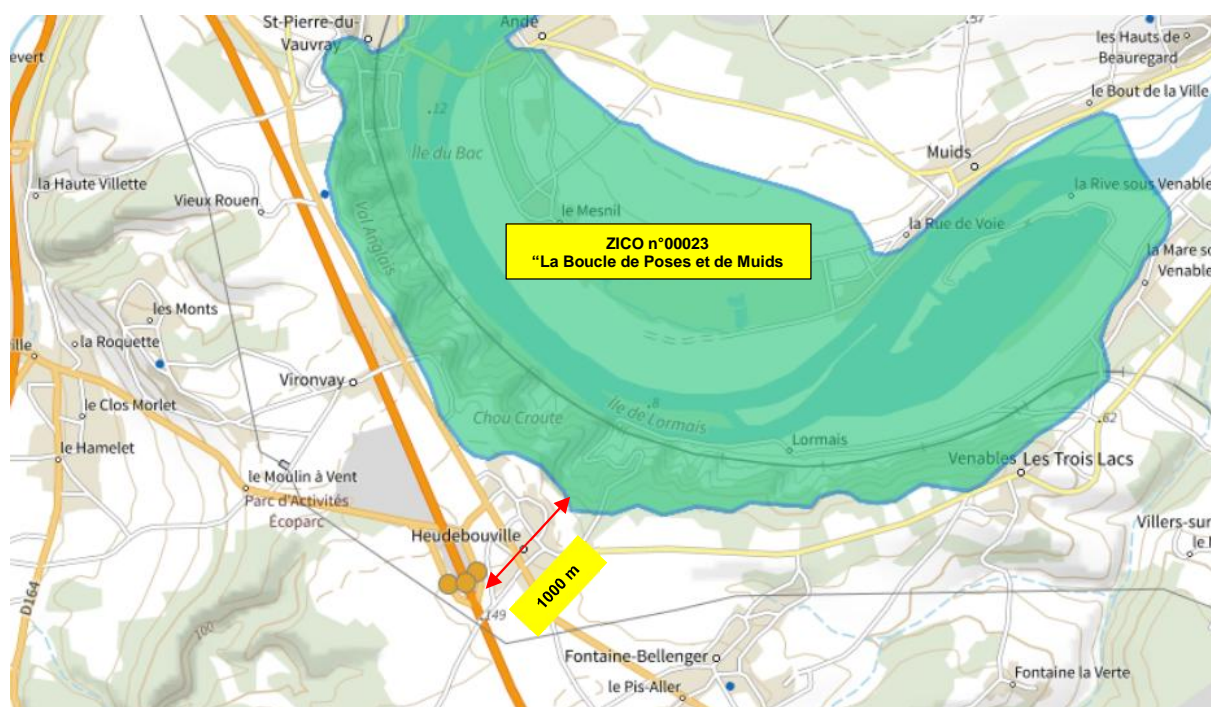 St-Pierre-du-
Vauvray
Andé
57
les Hauts de
Beauregard
evert
le Bout de la Ville
12
Île du Bac
Muids
la Haute Villette
Vieux Rouen
la Rive sous Venable
le Mesnil
la Rue de Voie
Val Anglais
ZICO n°00023
“La Boucle de Poses et de Muids
la Mare so
Venable
les Monts
la Roquette
ille
Vironvay
le Clos Morlet
Chou Croute
Île de Lormais
8
62
le Hamelet
Lormais
Venables
Les Trois Lacs
le Moulin à Vent
Parc d'Activités
Écoparc
Heudebouville
Villers-sur
le
1000 m
D164
149
100
Fontaine-Bellenger
Fontaine la Verte
le Pis-Aller